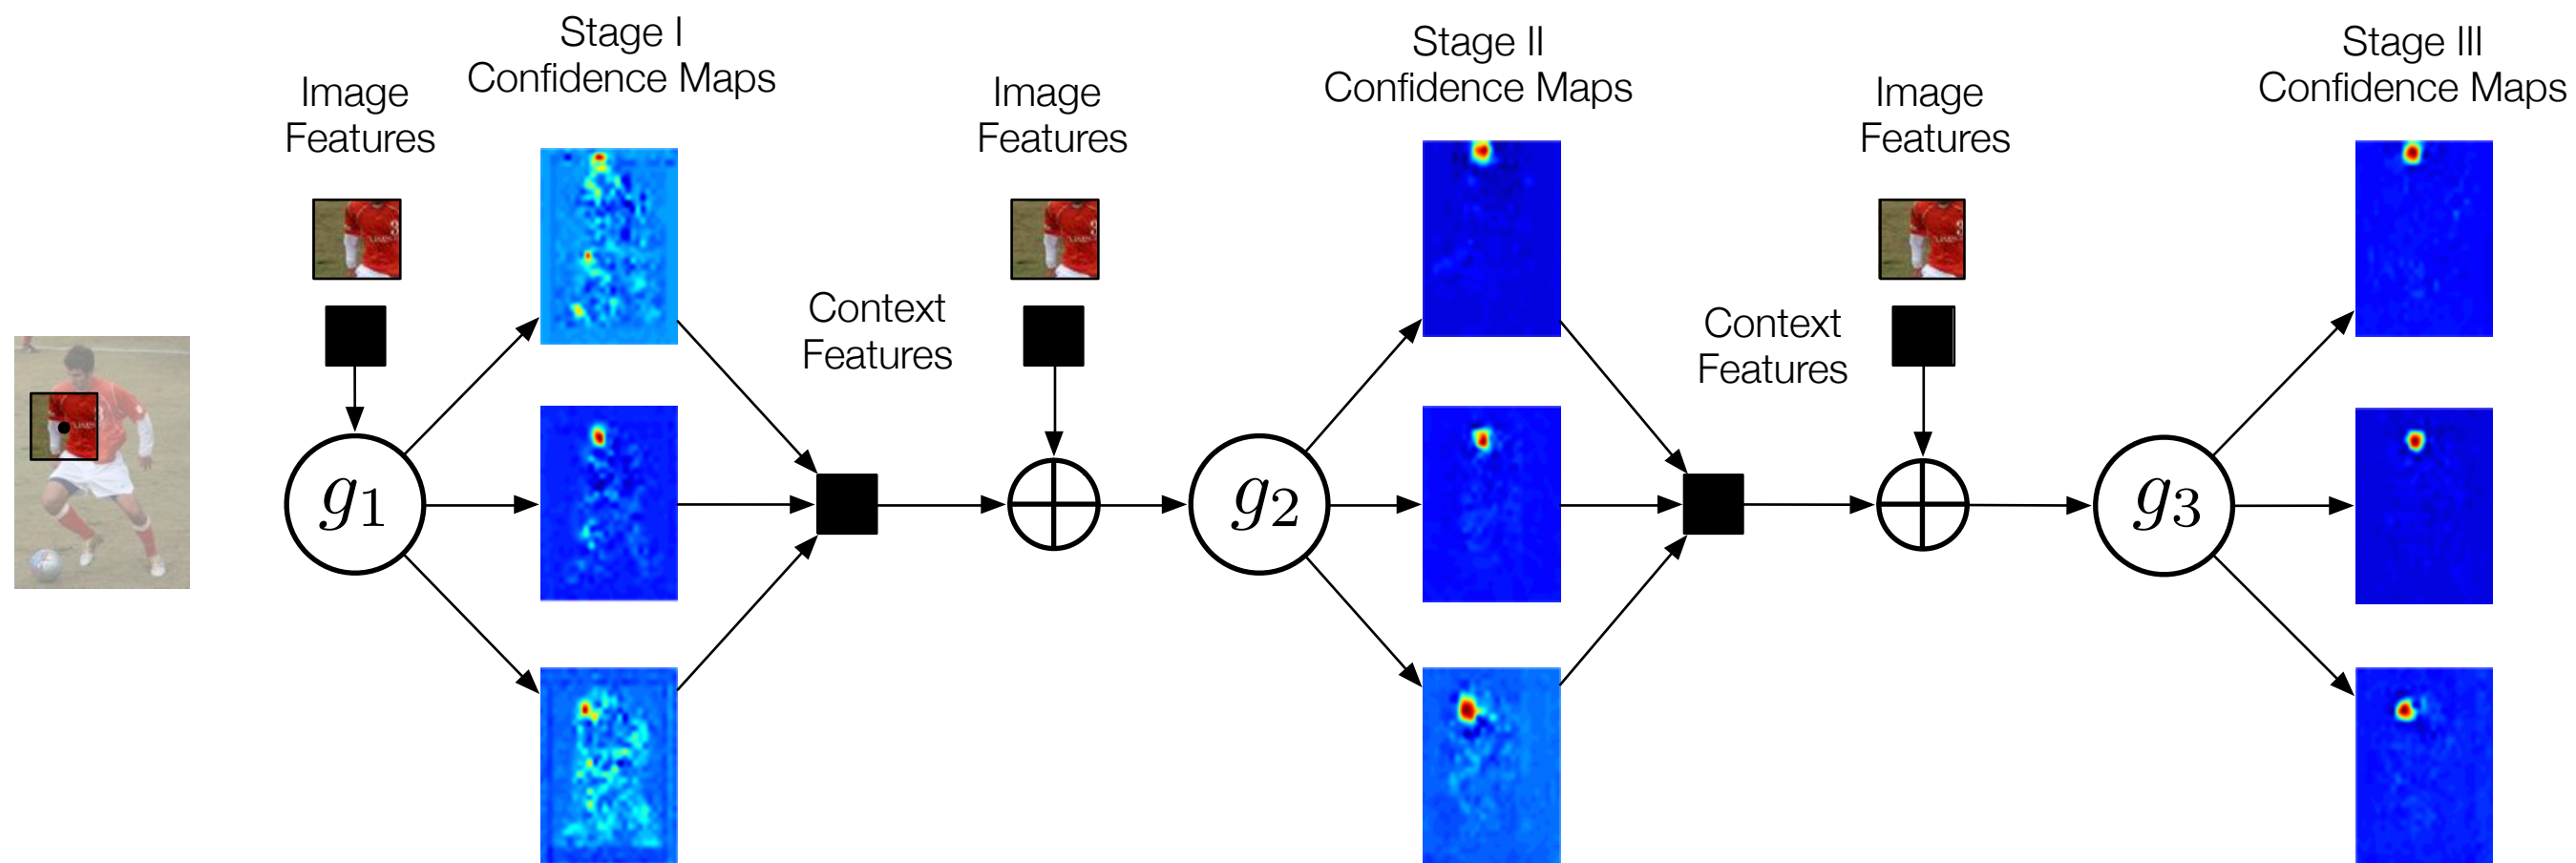 Stage I
Confidence Maps
Image
Features
Context
Features
Image
Features
Stage II
Confidence Maps
Context
Features
Image
Features
Stage III
Confidence Maps
g1
g2
g3